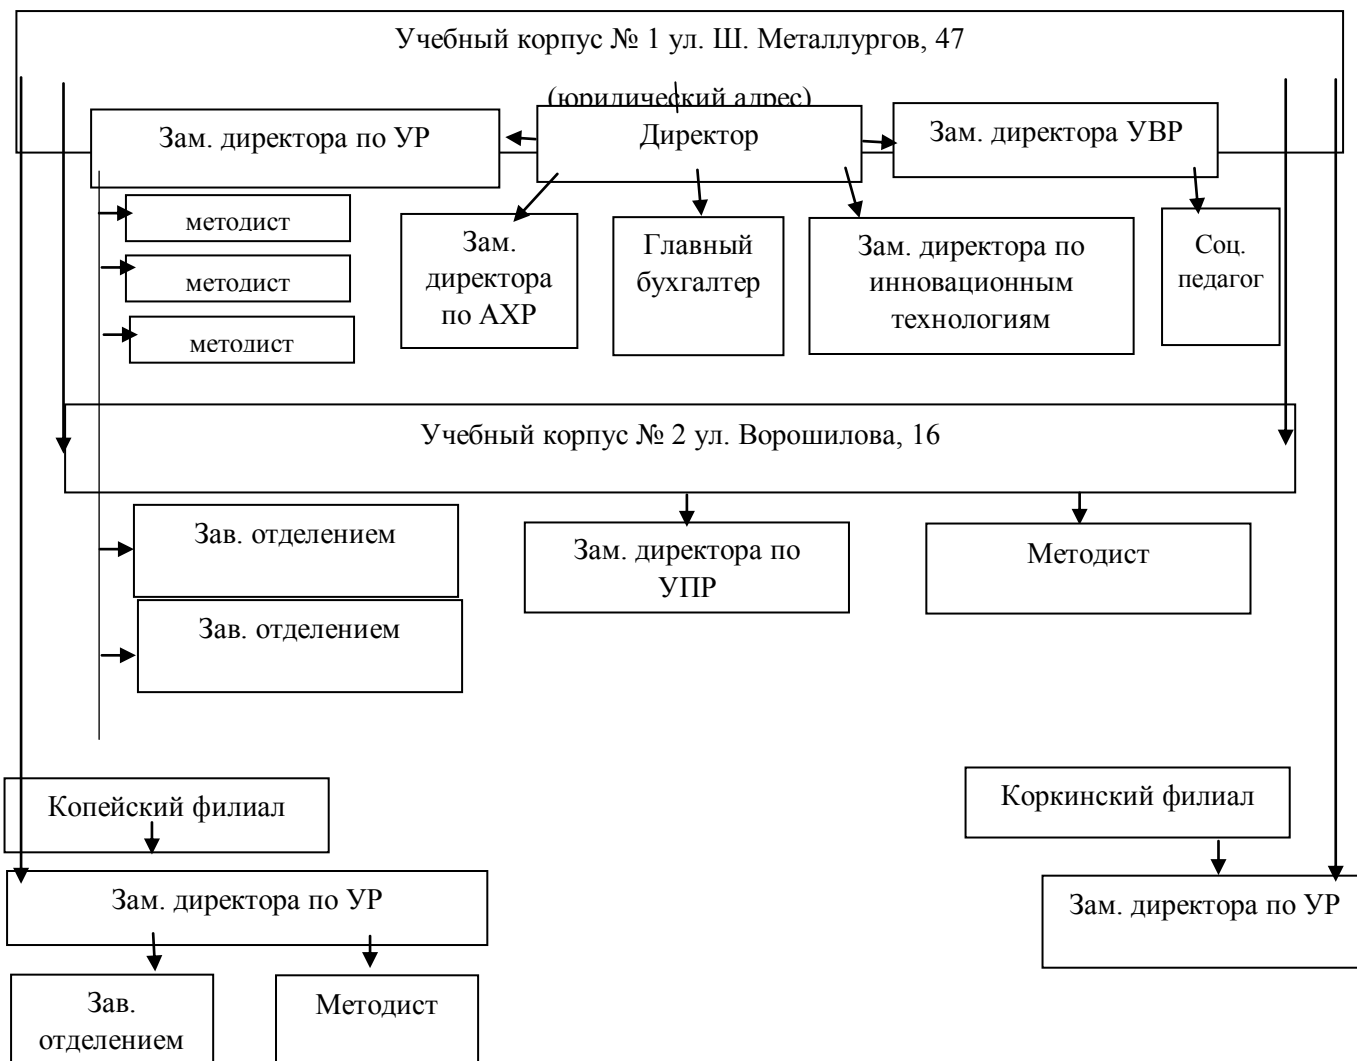 Учебный корпус № 1 ул. Ш. Металлургов, 47
(юридический адрес)
Зам. директора по УР
Директор
Зам. директора УВР
методист
методист
методист
Зам.
директора
по АХР
Главный
бухгалтер
Зам. директора по
инновационным
технологиям
Соц.
педагог
Учебный корпус № 2 ул. Ворошилова, 16
Зав. отделением
Зав. отделением
Зам. директора по
УПР
Методист
Копейский филиал
Коркинский филиал
Зам. директора по УР
Зам. директора по УР
Зав.
отделением
Методист